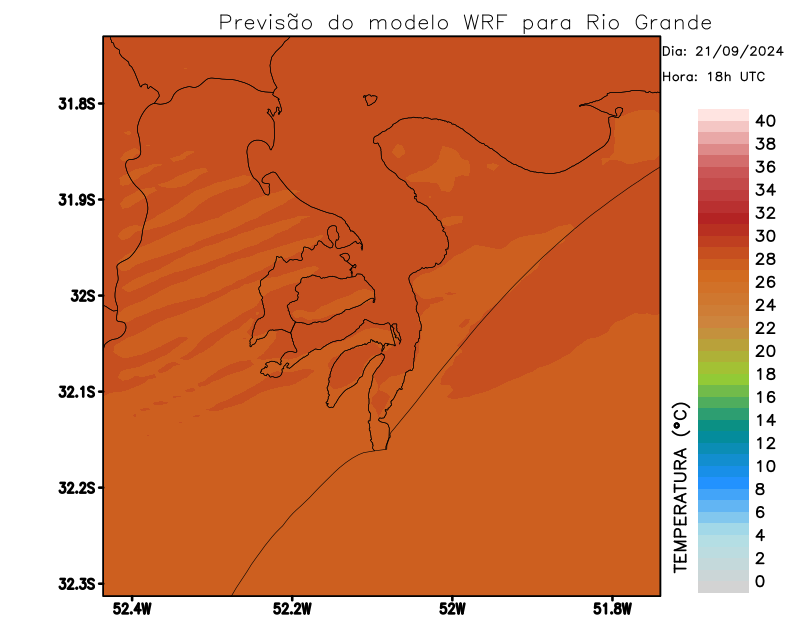 Previsão do modelo WRF para Rio Grande
Dia: 21/09/2024
Hora: 18h UTC
31.8S
31.9S
32S
32.1S
32.2S
32.3S
52.4W
52.2W
52W
51.8W
TEMPERATURA (°C)
40
38
36
34
32
30
28
26
24
22
20
18
16
14
12
10
8
6
4
2
0